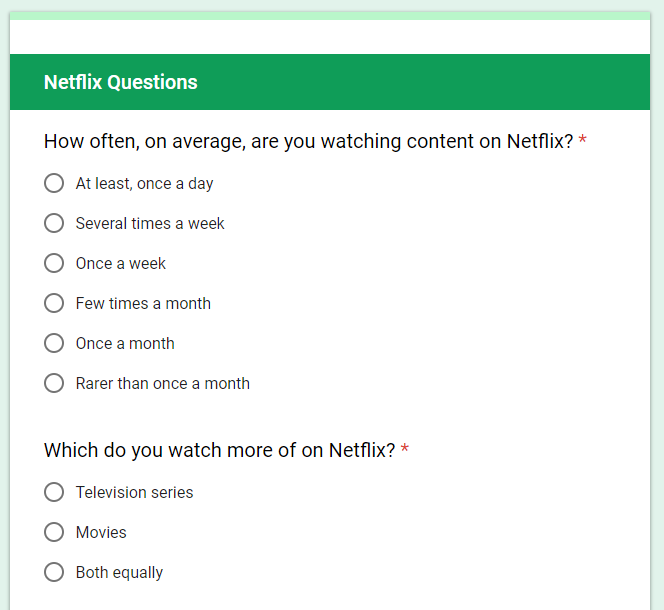 Netflix Questions
How often, on average, are you watching content on Netflix? *
At least, once a day
Several times a week
Once a week
Few times a month
Once a month
Rarer than once a month
Which do you watch more of on Netflix? *
Television series
Movies
Both equally